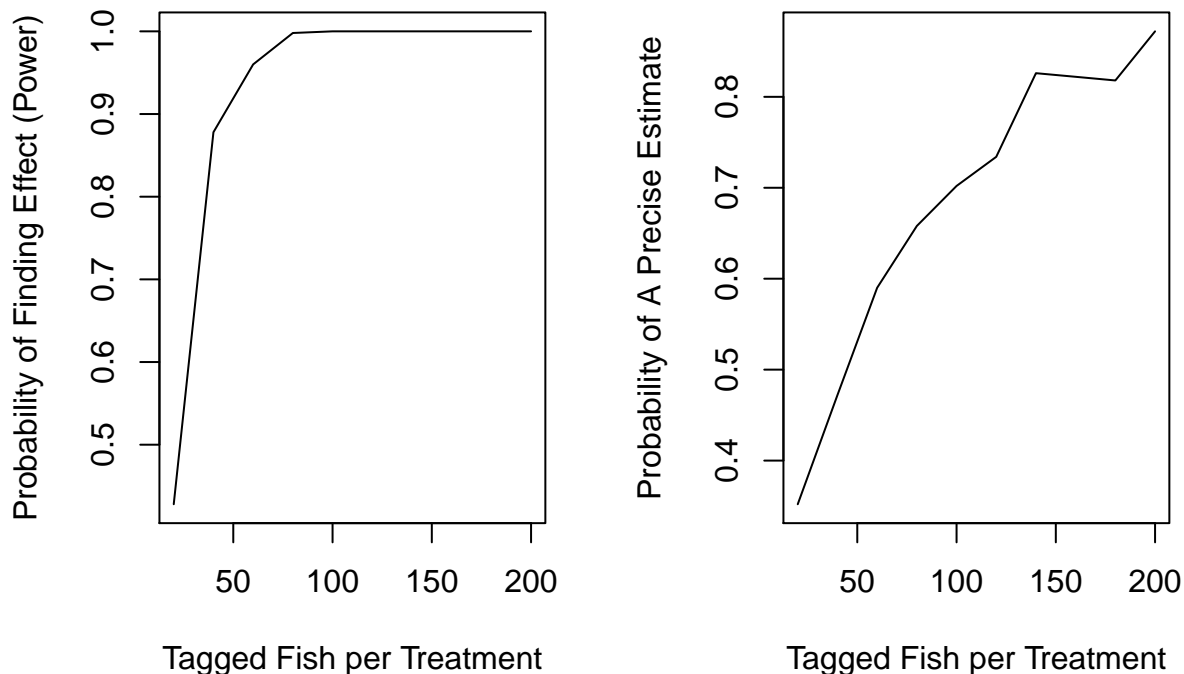 Probability of Finding Effect (Power)
1.0
0.9
0.8
0.7
0.6
0.5
50 100 150 200
Tagged Fish per Treatment
Probability of A Precise Estimate
0.8
0.7
0.6
0.5
0.4
50 100 150 200
Tagged Fish per Treatment